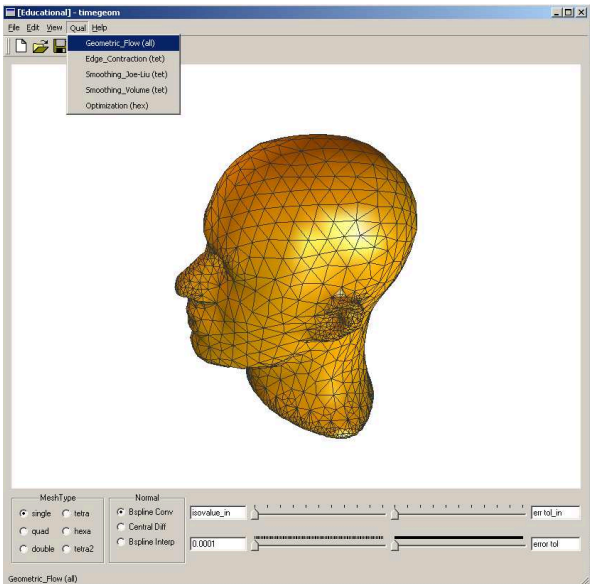 [Educational] - timegeom
File Edit View Qual Help
Geometric_Flow (all)
Edge_Contraction (tet)
Smoothing_Joe-Liu (tet)
Smoothing_Volume (tet)
Optimization (hex)
MeshType
single tetra
quad hexa
double tetra2
Normal
Bspline Conv
Central Diff
Bspline Interp
isovalue_in
err tol_in
0.0001
error tol
Geometric_Flow (all)